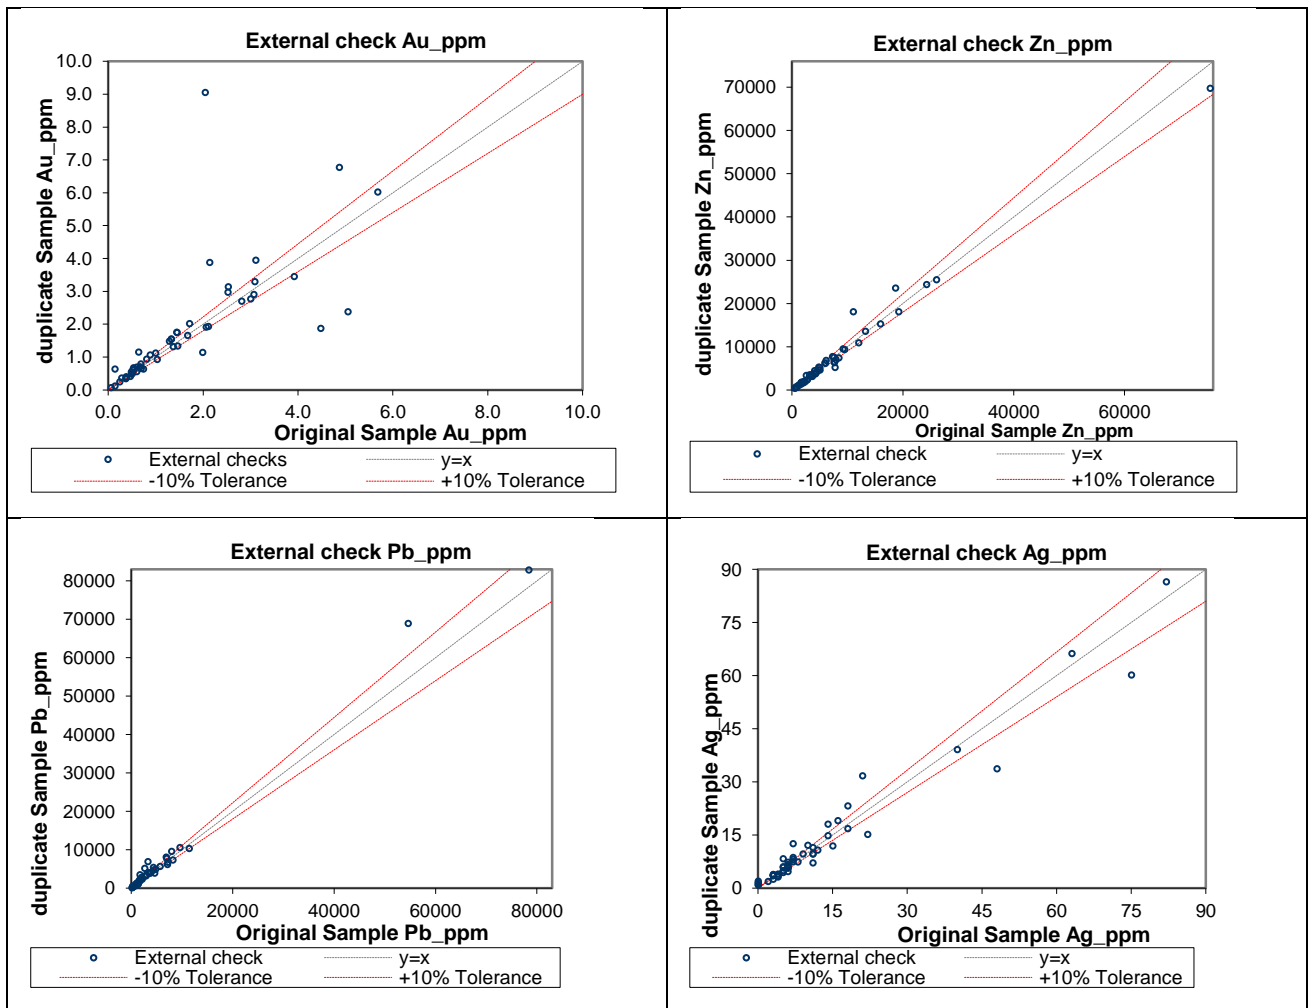 External check Au_ppm
duplicate Sample Au_ppm
10.0
9.0
8.0
7.0
6.0
5.0
4.0
3.0
2.0
1.0
0.0
0.0 2.0 4.0 6.0 8.0 10.0
Original Sample Au_ppm
External checks y=x
-10% Tolerance +10% Tolerance
External check Zn_ppm
duplicate Sample Zn_ppm
70000
60000
50000
40000
30000
20000
10000
0
0 20000 40000 60000
Original Sample Zn_ppm
External check y=x
-10% Tolerance +10% Tolerance
External check Pb_ppm
duplicate Sample Pb_ppm
80000
70000
60000
50000
40000
30000
20000
10000
0
0 20000 40000 60000 80000
Original Sample Pb_ppm
External check y=x
-10% Tolerance +10% Tolerance
External check Ag_ppm
duplicate Sample Ag_ppm
90
75
60
45
30
15
0
0 15 30 45 60 75 90
Original Sample Ag_ppm
External check y=x
-10% Tolerance +10% Tolerance